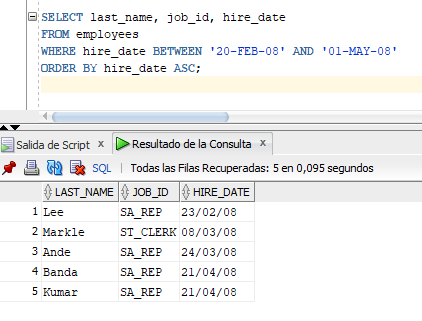 SELECT last_name, job_id, hire_date
FROM employees
WHERE hire_date BETWEEN '20-FEB-08' AND '01-MAY-08'
ORDER BY hire_date ASC;
Salida de Script x Resultado de la Consulta x
SQL | Todas las Filas Recuperadas: 5 en 0,095 segundos
LAST_NAME JOB_ID HIRE_DATE
1 Lee SA_REP 23/02/08
2 Markle ST_CLERK 08/03/08
3 Ande SA_REP 24/03/08
4 Banda SA_REP 21/04/08
5 Kumar SA_REP 21/04/08